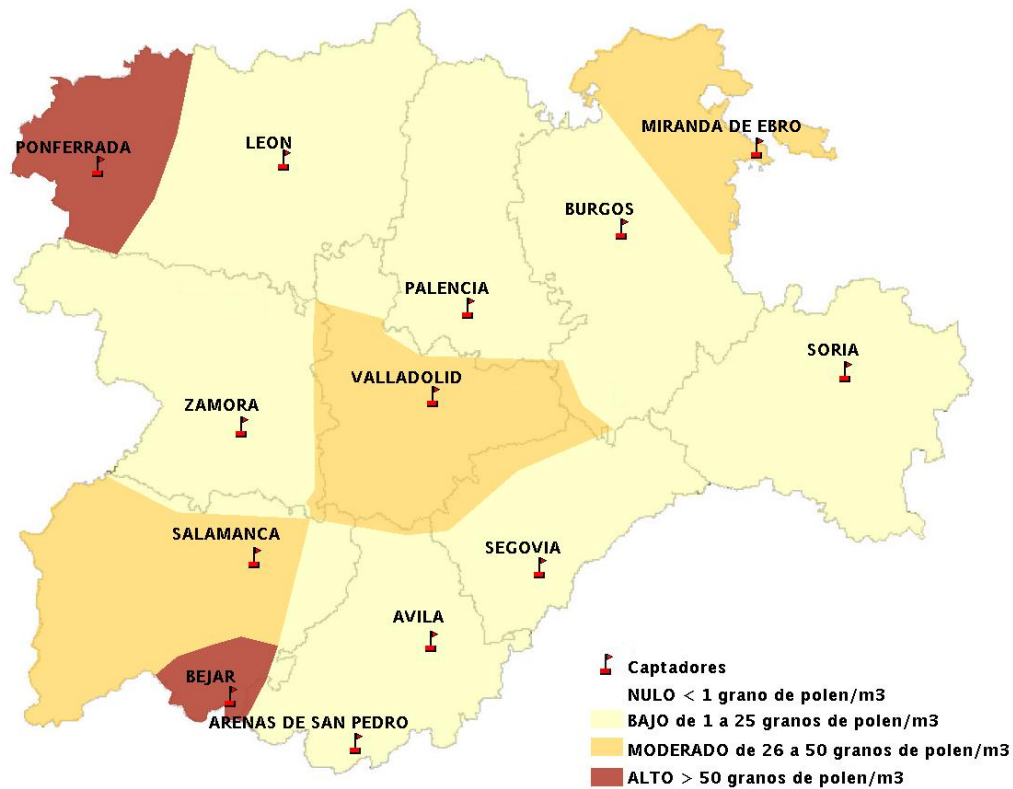 MIRANDA DE EBRO
PONFERRADA
LEON
BURGOS
PALENCIA
SORIA
VALLADOLID
ZAMORA
SALAMANCA
SEGOVIA
AVILA
BEJAR
ARENAS DE SAN PEDRO
Captadores
NULO < 1 grano de polen/m3
BAJO de 1 a 25 granos de polen/m3
MODERADO de 26 a 50 granos de polen/m3
ALTO > 50 granos de polen/m3